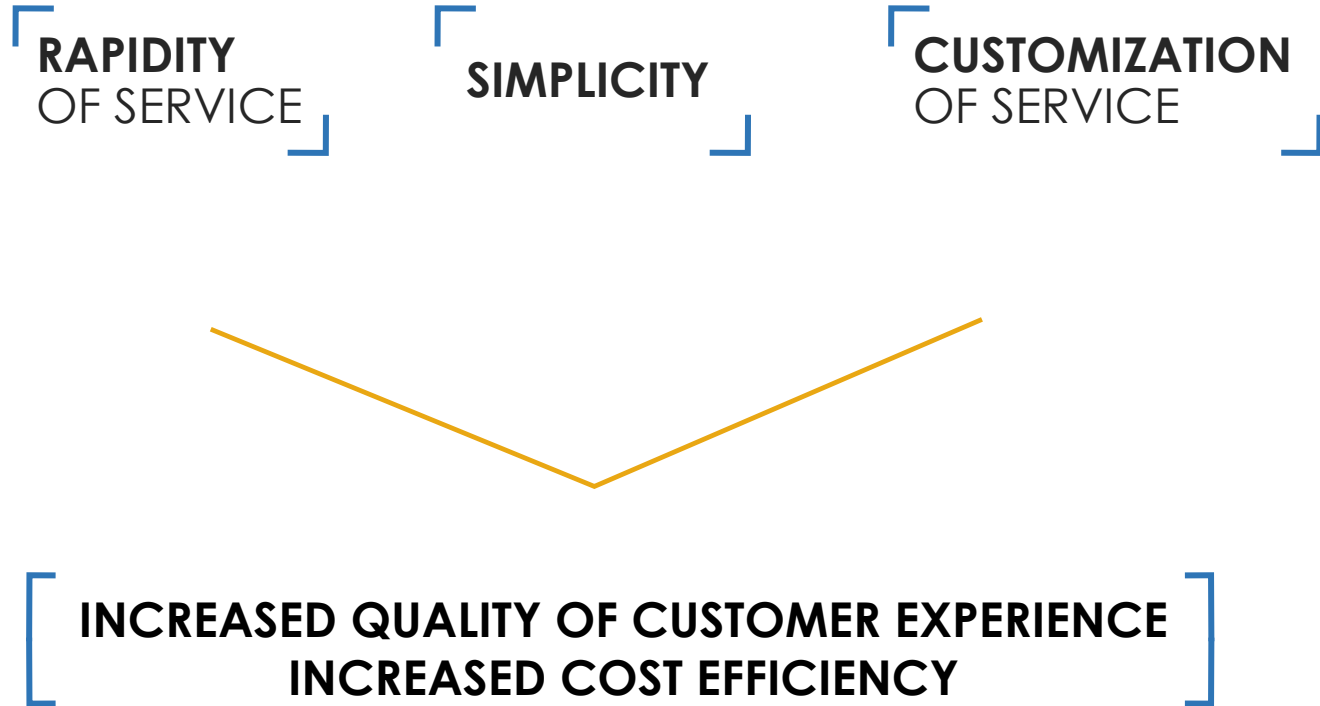 RAPIDITY
OF SERVICE
SIMPLICITY
CUSTOMIZATION
OF SERVICE
INCREASED QUALITY OF CUSTOMER EXPERIENCE
INCREASED COST EFFICIENCY